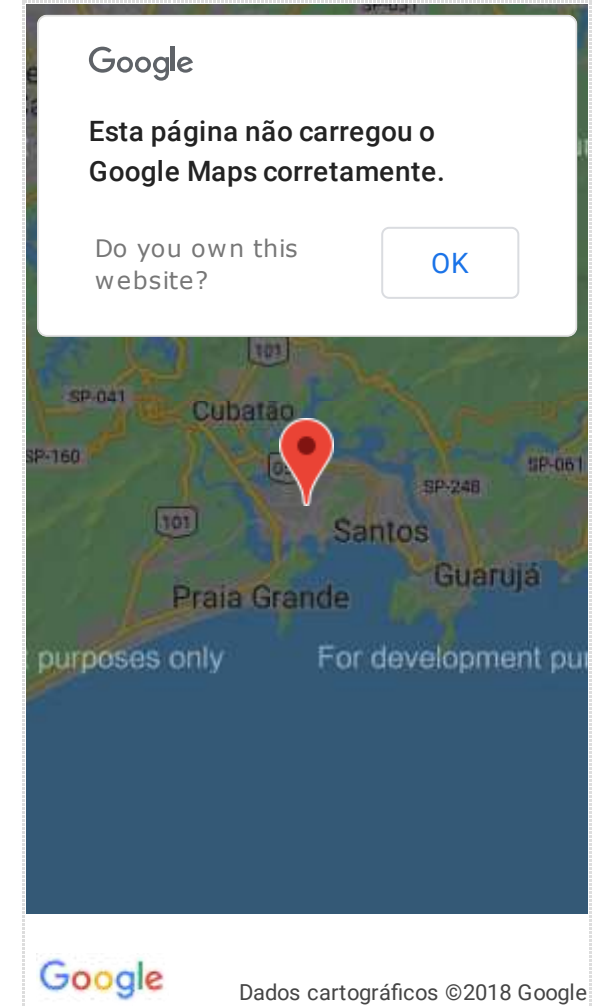 Google
Esta página não carregou o
Google Maps corretamente.
Do you own this
website?
OK
101
SP-041
Cubatão
SP-160
SP-061
SP-248
101
Santos
Guarujá
Praia Grande
purposes only
For development pur
Google
Dados cartográficos ©2018 Google